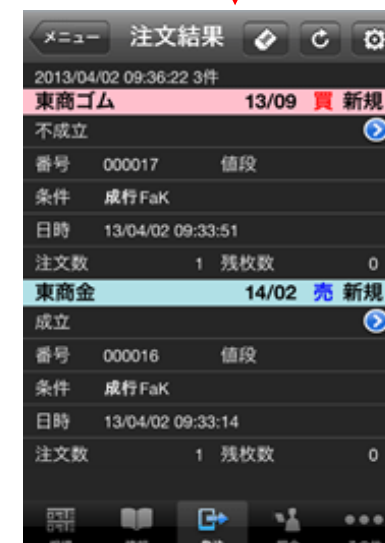 メニュー 注文結果
2013/04/02 09:36:22 3件
東商ゴム 13/09 買 新規
不成立
番号 000017 値段
条件 成行FaK
日時 13/04/02 09:33:51
注文数 1 残枚数 0
東商金 14/02 売 新規
成立
番号 000016 値段
条件 成行FaK
日時 13/04/02 09:33:14
注文数 1 残枚数 0